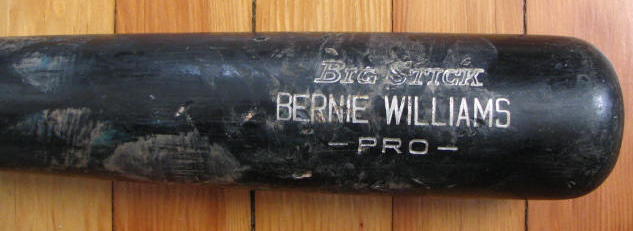 Big Stick
BERNIE WILLIAMS
-PRO-